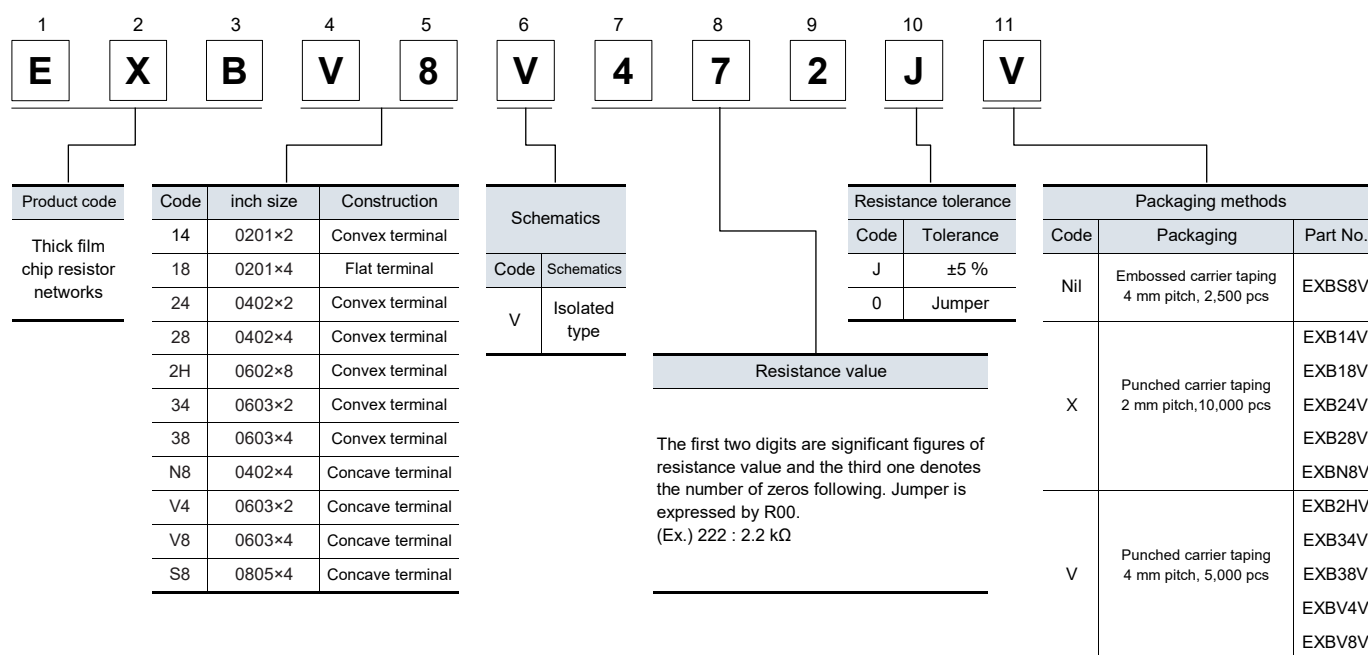 1 2 3 4 5 6 7 8 9 10 11
E X B V 8 V 4 7 2 J V
Product code
Thick film
chip resistor
networks
Code inch size Construction
14 0201×2 Convex terminal
18 0201×4 Flat terminal
24 0402×2 Convex terminal
28 0402×4 Convex terminal
2H 0602×8 Convex terminal
34 0603×2 Convex terminal
38 0603×4 Convex terminal
N8 0402×4 Concave terminal
V4 0603×2 Concave terminal
V8 0603×4 Concave terminal
S8 0805×4 Concave terminal
Schematics
Code Schematics
V Isolated
type
Resistance value
The first two digits are significant figures of
resistance value and the third one denotes
the number of zeros following. Jumper is
expressed by R00.
(Ex.) 222 : 2.2 kΩ
Resistance tolerance
Code Tolerance
J ±5 %
0 Jumper
Packaging methods
Code Packaging Part No.
Nil Embossed carrier taping
4 mm pitch, 2,500 pcs EXBS8V
X Punched carrier taping
2 mm pitch,10,000 pcs
EXB14V
EXB18V
EXB24V
EXB28V
EXBN8V
V Punched carrier taping
4 mm pitch, 5,000 pcs
EXB2HV
EXB34V
EXB38V
EXBV4V
EXBV8V